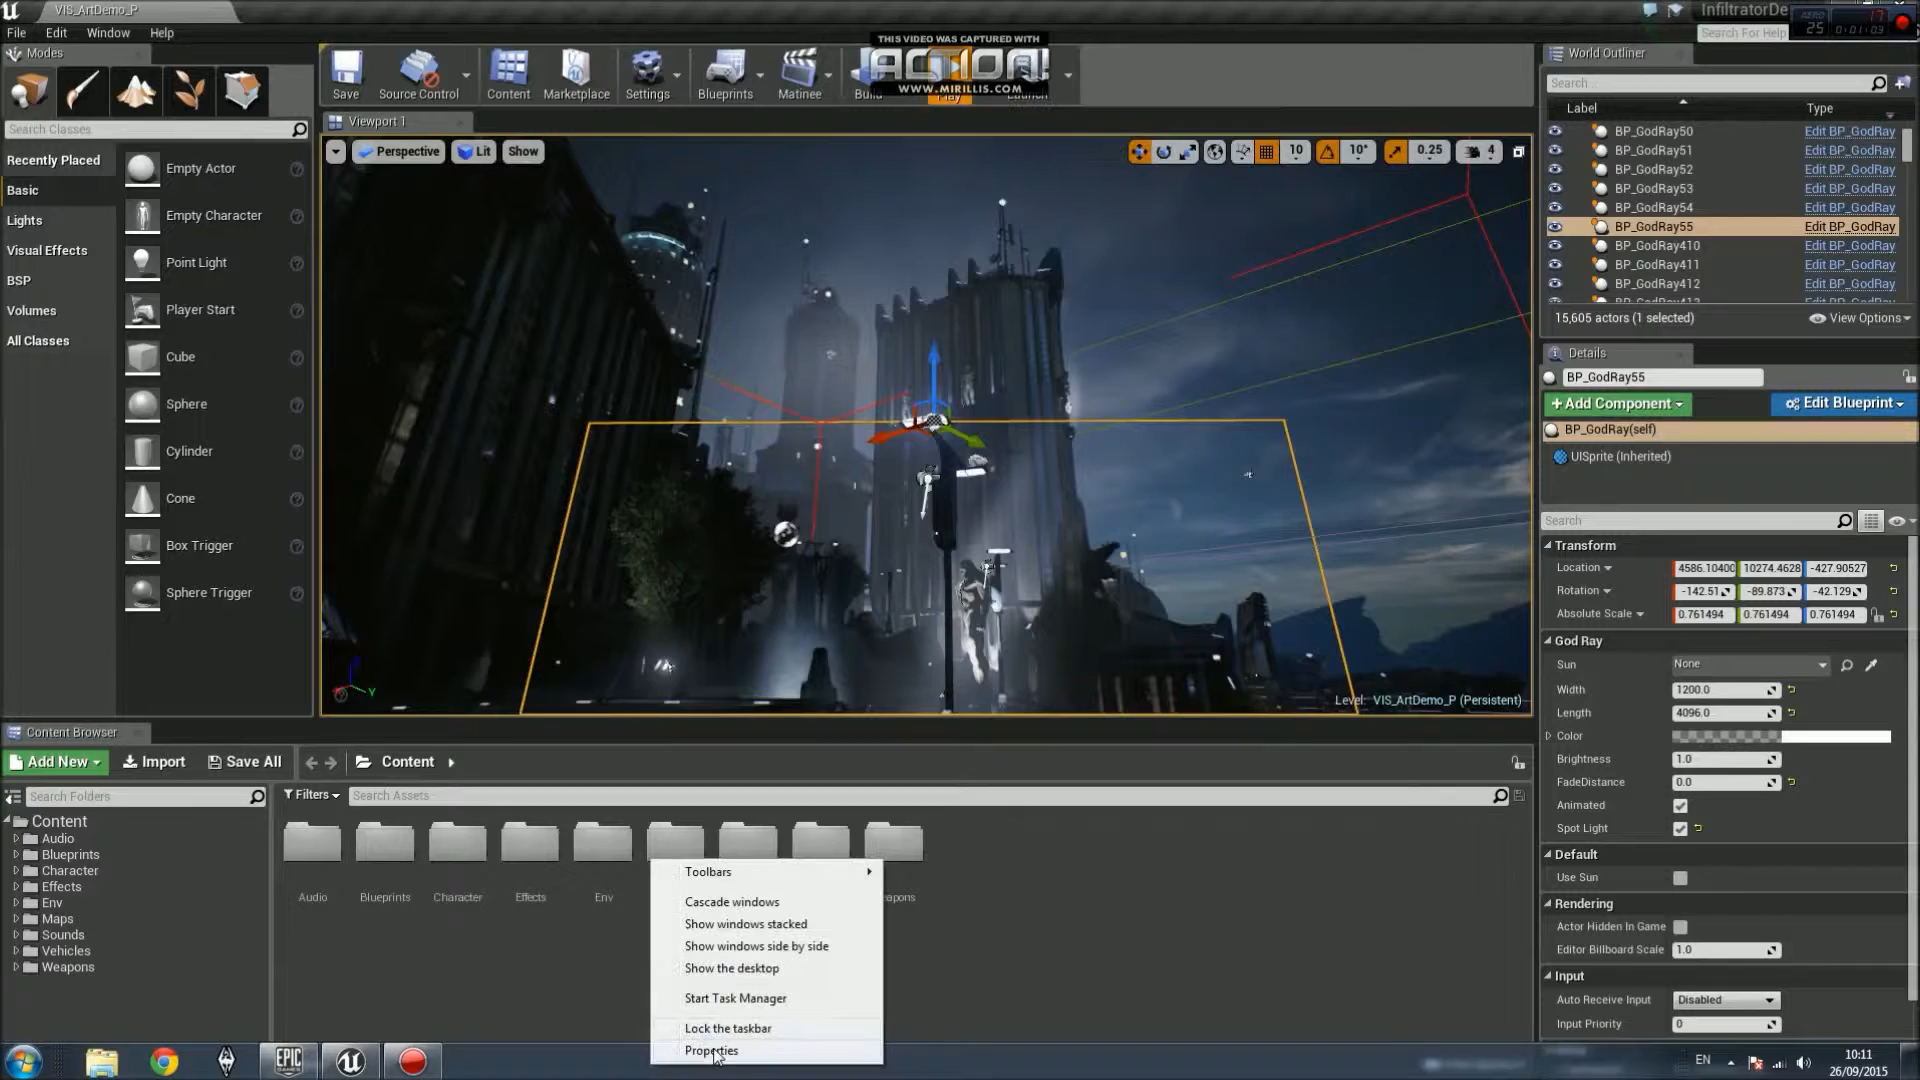 VIS_ArtDemo_P
InfiltratorDe
File Edit Window Help
Search For Help
25
17
0:01:03
Modes
THIS VIDEO WAS CAPTURED WITH
ACTION!
WWW.MIRILLIS.COM
Save
Source Control
Content
Marketplace
Settings
Blueprints
Matinee
Build
Play
Launch
Search Classes
Recently Placed
Basic
Lights
Visual Effects
BSP
Volumes
All Classes
Empty Actor
Empty Character
Point Light
Player Start
Cube
Sphere
Cylinder
Cone
Box Trigger
Sphere Trigger
Viewport 1
Perspective Lit Show
10 10° 0.25 4
Level: VIS_ArtDemo_P (Persistent)
World Outliner
Search...
Label Type
BP_GodRay50 Edit BP_GodRay
BP_GodRay51 Edit BP_GodRay
BP_GodRay52 Edit BP_GodRay
BP_GodRay53 Edit BP_GodRay
BP_GodRay54 Edit BP_GodRay
BP_GodRay55 Edit BP_GodRay
BP_GodRay410 Edit BP_GodRay
BP_GodRay411 Edit BP_GodRay
BP_GodRay412 Edit BP_GodRay
15,605 actors (1 selected) View Options
Details
BP_GodRay55
+Add Component Edit Blueprint
BP_GodRay(self)
UISprite (Inherited)
Search
Transform
Location 4586.10400 10274.4628 -427.90527
Rotation -142.51 -89.873 -42.129
Absolute Scale 0.761494 0.761494 0.761494
God Ray
Sun None
Width 1200.0
Length 4096.0
Color
Brightness 1.0
FadeDistance 0.0
Animated
Spot Light
Default
Use Sun
Rendering
Actor Hidden In Game
Editor Billboard Scale 1.0
Input
Auto Receive Input Disabled
Input Priority 0
Content Browser
Add New Import Save All Content
Search Folders
Filters Search Assets
Content
Audio
Blueprints
Character
Effects
Env
Maps
Sounds
Vehicles
Weapons
Audio Blueprints Character Effects Env apons
Toolbars
Cascade windows
Show windows stacked
Show windows side by side
Show the desktop
Start Task Manager
Lock the taskbar
Properties
EPIC GAMES
EN
10:11
26/09/2015